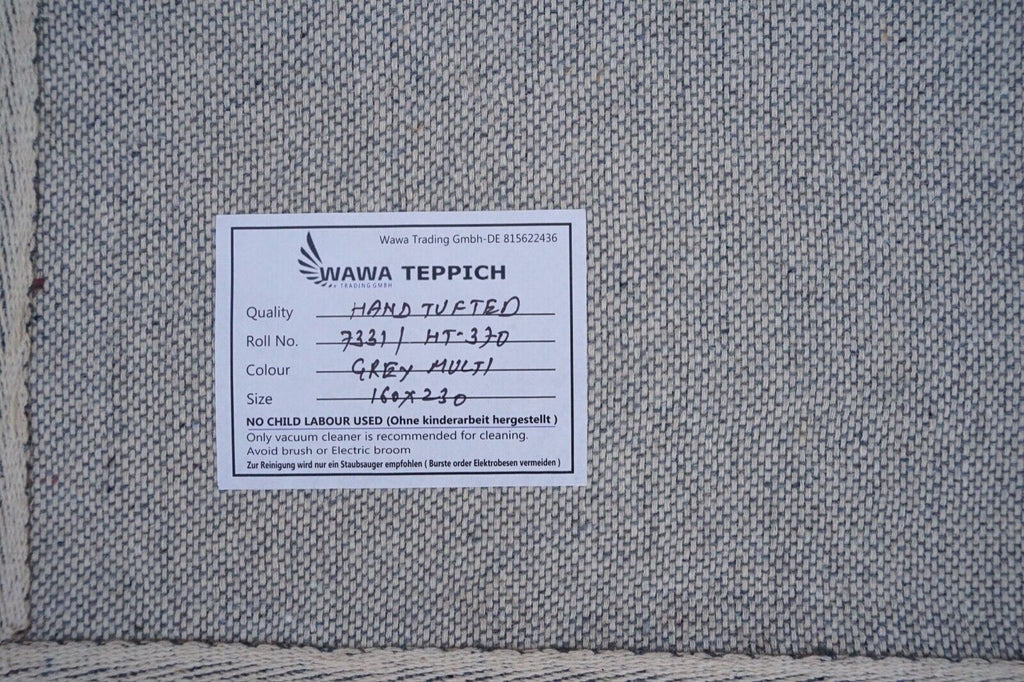 Wawa Trading Gmbh-DE 815622436
WAWA TEPPICH
TRADING GMBH
Quality HAND TUFTED
Roll No. 7331/ HT-370
Colour GREY MULTI
Size 160x230
NO CHILD LABOUR USED (Ohne kinderarbeit hergestellt )
Only vacuum cleaner is recommended for cleaning.
Avoid brush or Electric broom
Zur Reinigung wird nur ein Staubsauger empfohlen ( Burste order Elektrobesen vermeiden )